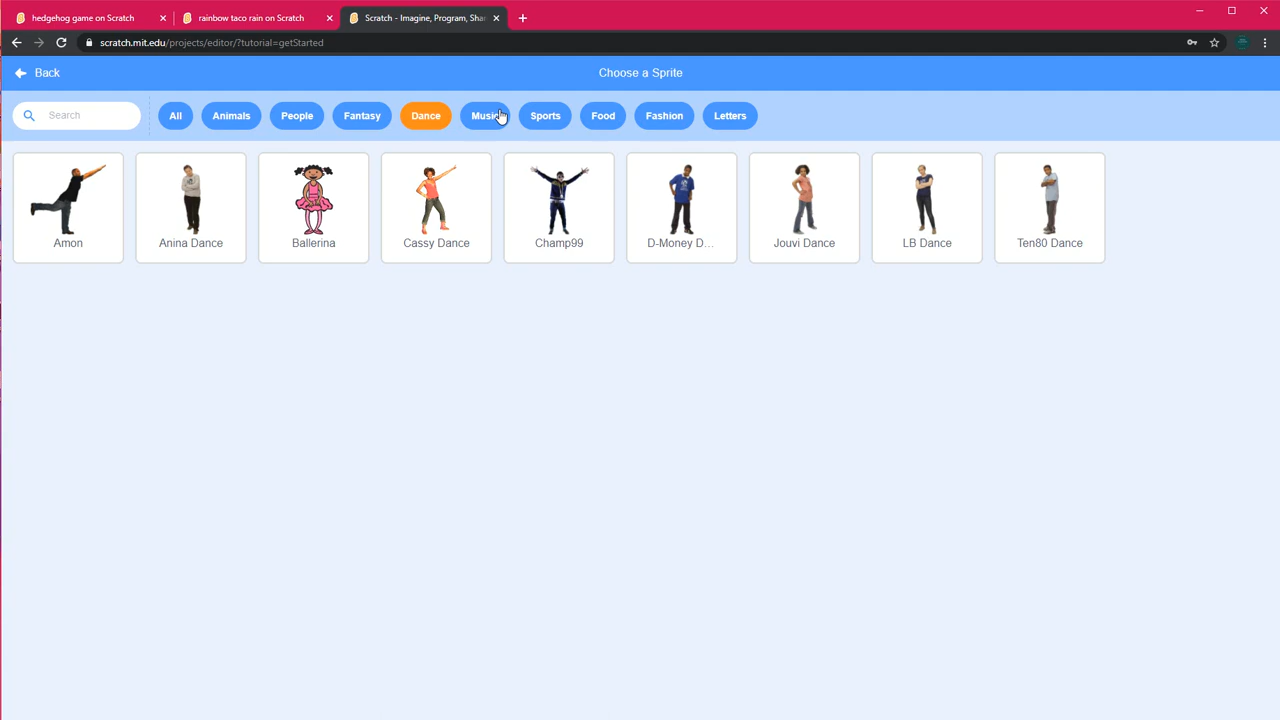 hedgehog game on Scratch
rainbow taco rain on Scratch
Scratch - Imagine, Program, Sha
scratch.mit.edu/projects/editor/?tutorial=getStarted
Back
Choose a Sprite
Search
All
Animals
People
Fantasy
Dance
Music
Sports
Food
Fashion
Letters
Amon
Anina Dance
Ballerina
Cassy Dance
Champ99
D-Money D...
Jouvi Dance
LB Dance
Ten80 Dance